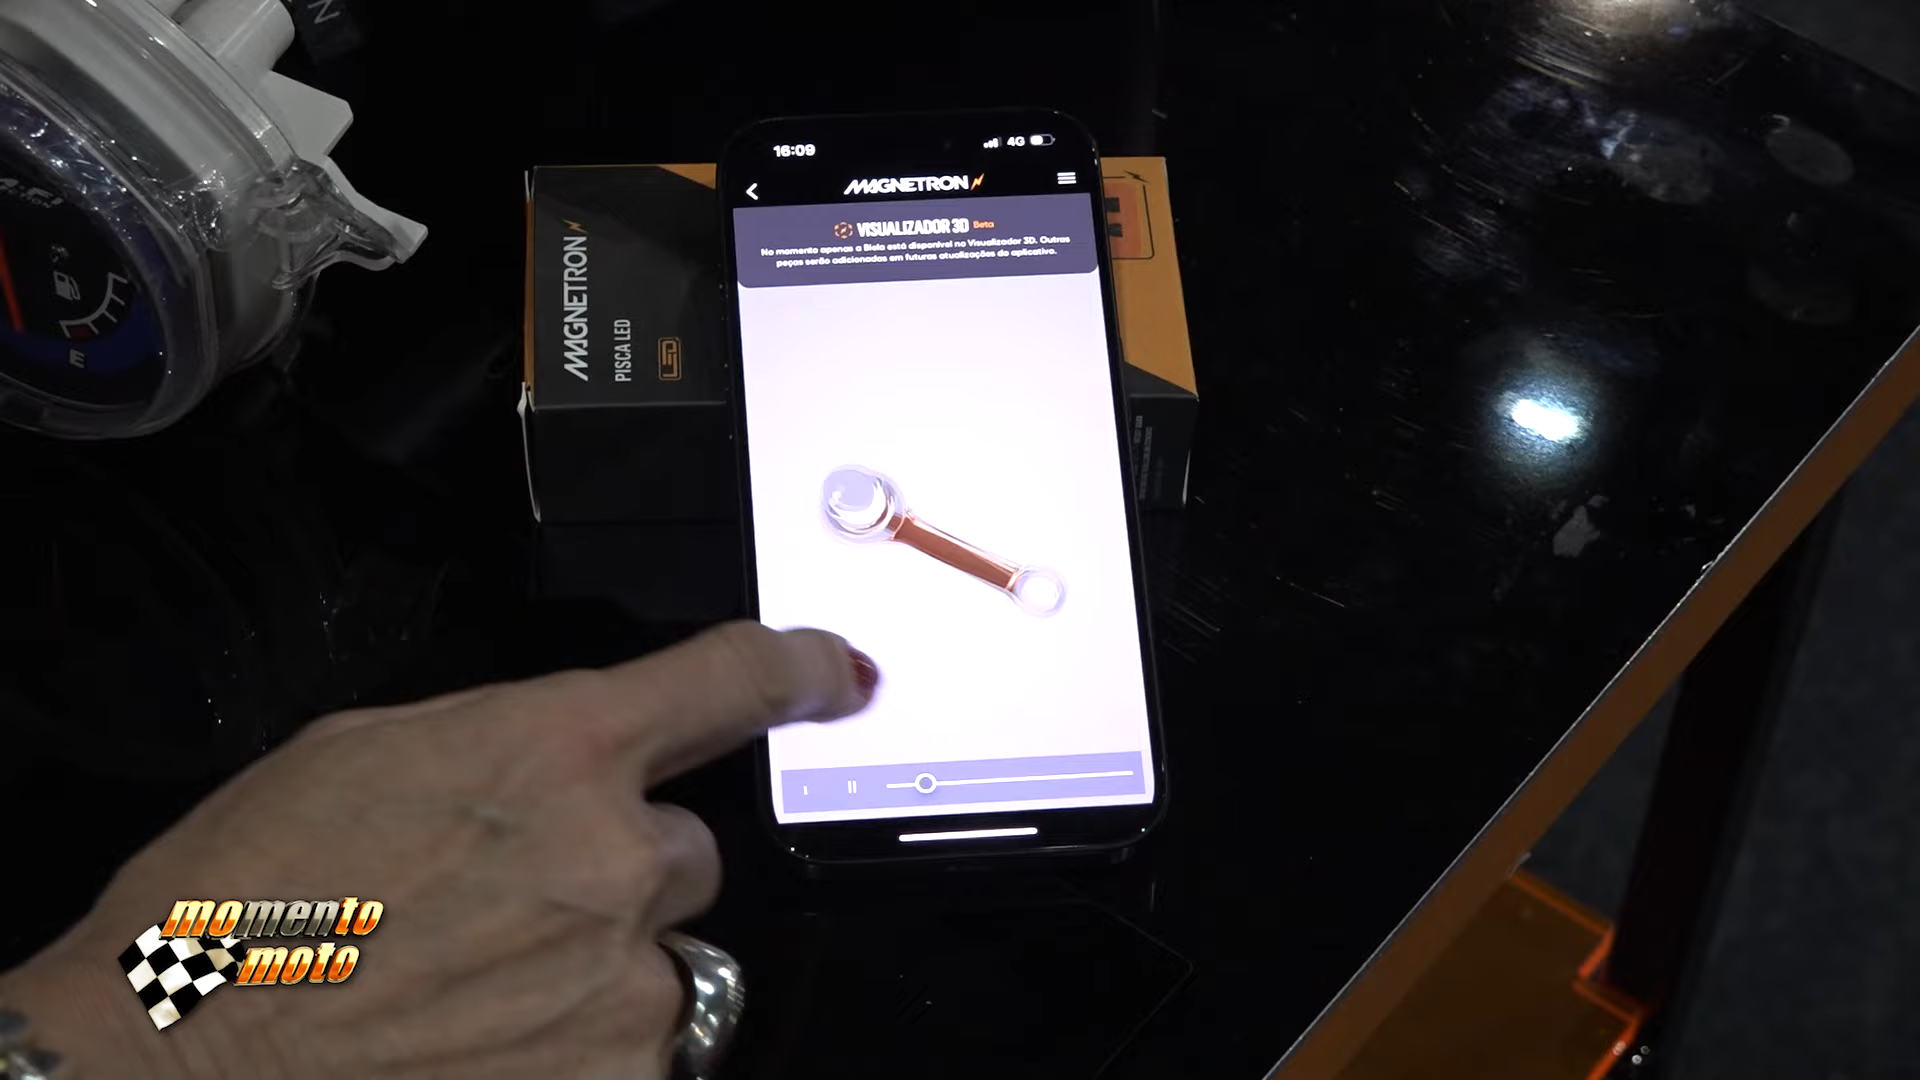 16:09
4G
MAGNETRON
VISUALIZADOR 3D Beta
No momento apenas a Biela está disponível no Visualizador 3D. Outras
peças serão adicionadas em futuras atualizações do aplicativo.
MAGNETRON
PISCA LED
LED
E
momento
moto